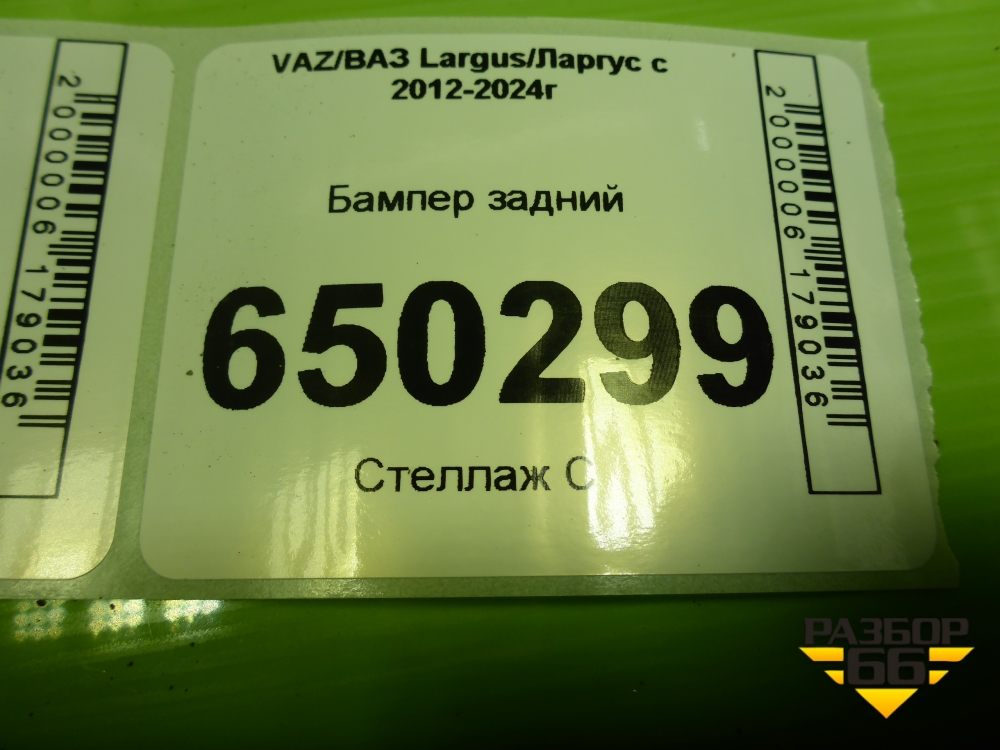 VAZ/ВАЗ Largus/Ларгус с
2012-2024г
Бампер задний
650299
Стеллаж С
2000006179036
2000006179036
РАЗБОР
66